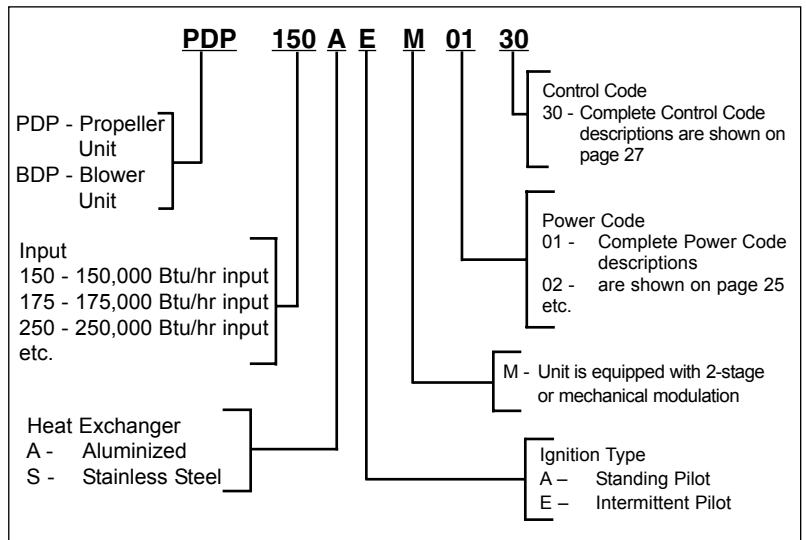 PDP 150 A E M 01 30
Control Code
30 - Complete Control Code
descriptions are shown on
page 27
PDP - Propeller
Unit
BDP - Blower
Unit
Power Code
01 - Complete Power Code
descriptions
02 - are shown on page 25
etc.
Input
150 - 150,000 Btu/hr input
175 - 175,000 Btu/hr input
250 - 250,000 Btu/hr input
etc.
M - Unit is equipped with 2-stage
or mechanical modulation
Heat Exchanger
A - Aluminized
S - Stainless Steel
Ignition Type
A – Standing Pilot
E – Intermittent Pilot